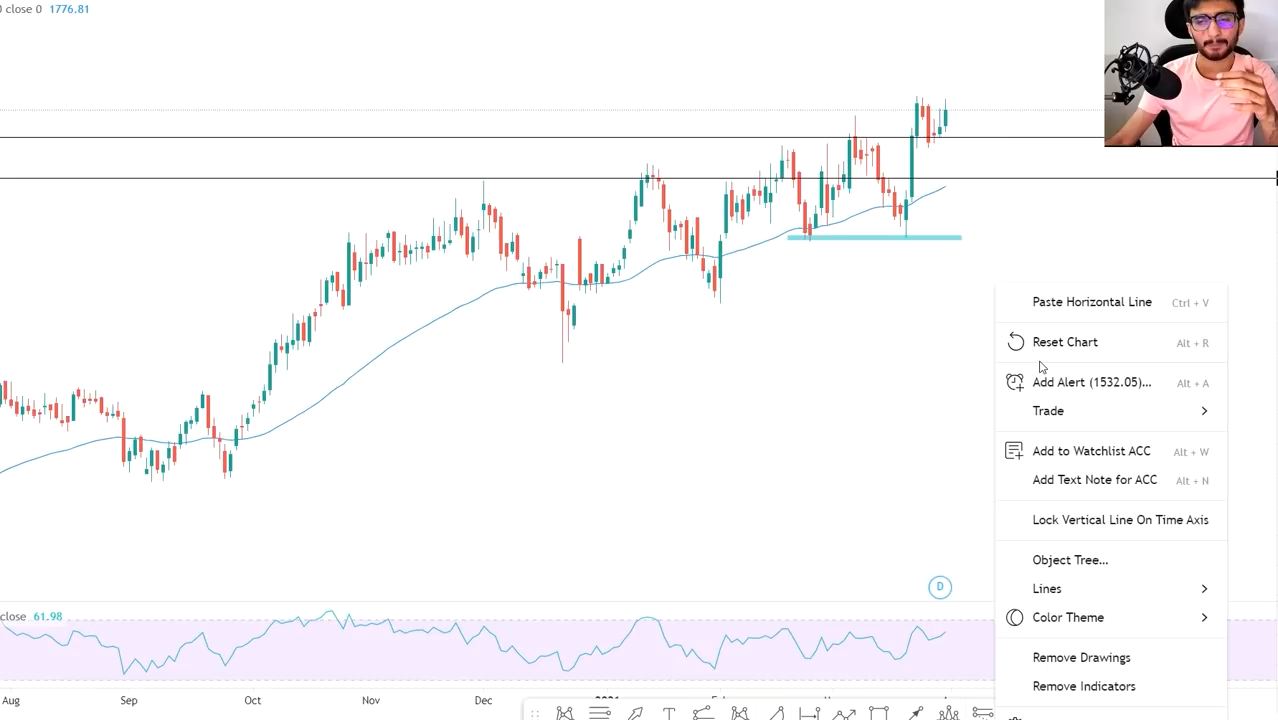 close 0 1776.81
Paste Horizontal Line Ctrl + V
Reset Chart Alt + R
Add Alert (1532.05)... Alt + A
Trade
Add to Watchlist ACC Alt + W
Add Text Note for ACC Alt + N
Lock Vertical Line On Time Axis
Object Tree...
Lines
Color Theme
Remove Drawings
Remove Indicators
D
close 61.98
Aug Sep Oct Nov Dec